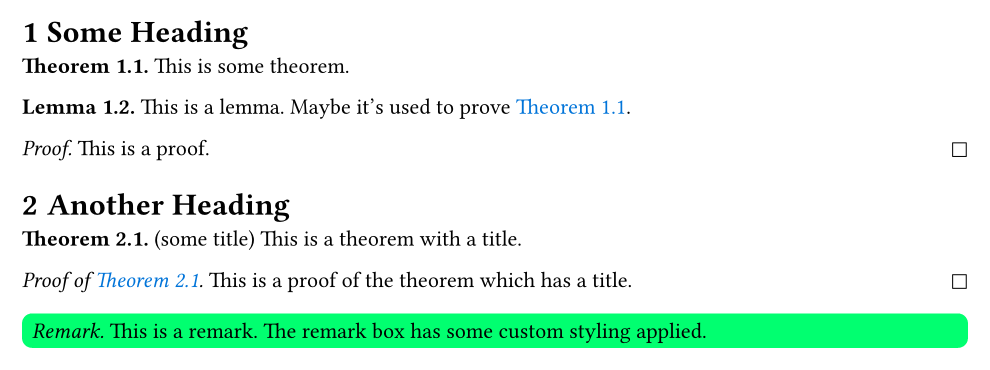 1 Some Heading
Theorem 1.1. This is some theorem.
Lemma 1.2. This is a lemma. Maybe it’s used to prove Theorem 1.1.
Proof. This is a proof. □
2 Another Heading
Theorem 2.1. (some title) This is a theorem with a title.
Proof of Theorem 2.1. This is a proof of the theorem which has a title. □
Remark. This is a remark. The remark box has some custom styling applied.